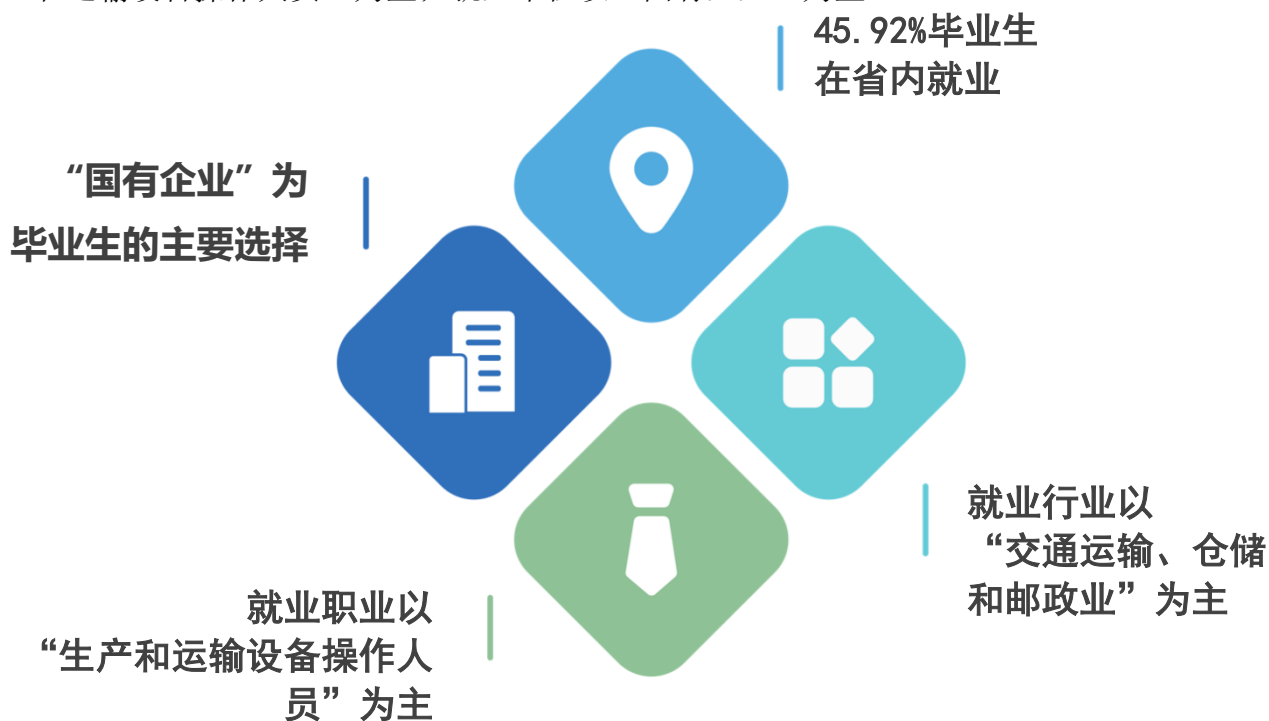 45.92%毕业生
在省内就业
“国有企业”为
毕业生的主要选择
就业行业以
“交通运输、仓储
和邮政业”为主
就业职业以
“生产和运输设备操作人
员”为主